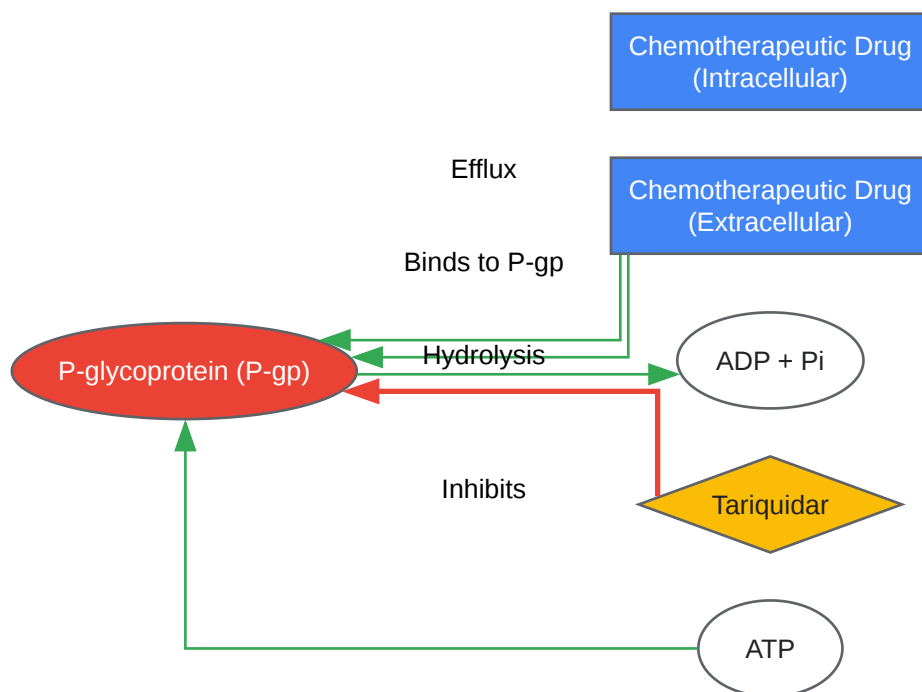 Chemotherapeutic Drug
(Intracellular)
Efflux
Chemotherapeutic Drug
(Extracellular)
Binds to P-gp
Hydrolysis
P-glycoprotein (P-gp)
ADP + Pi
Inhibits
Tariquidar
ATP